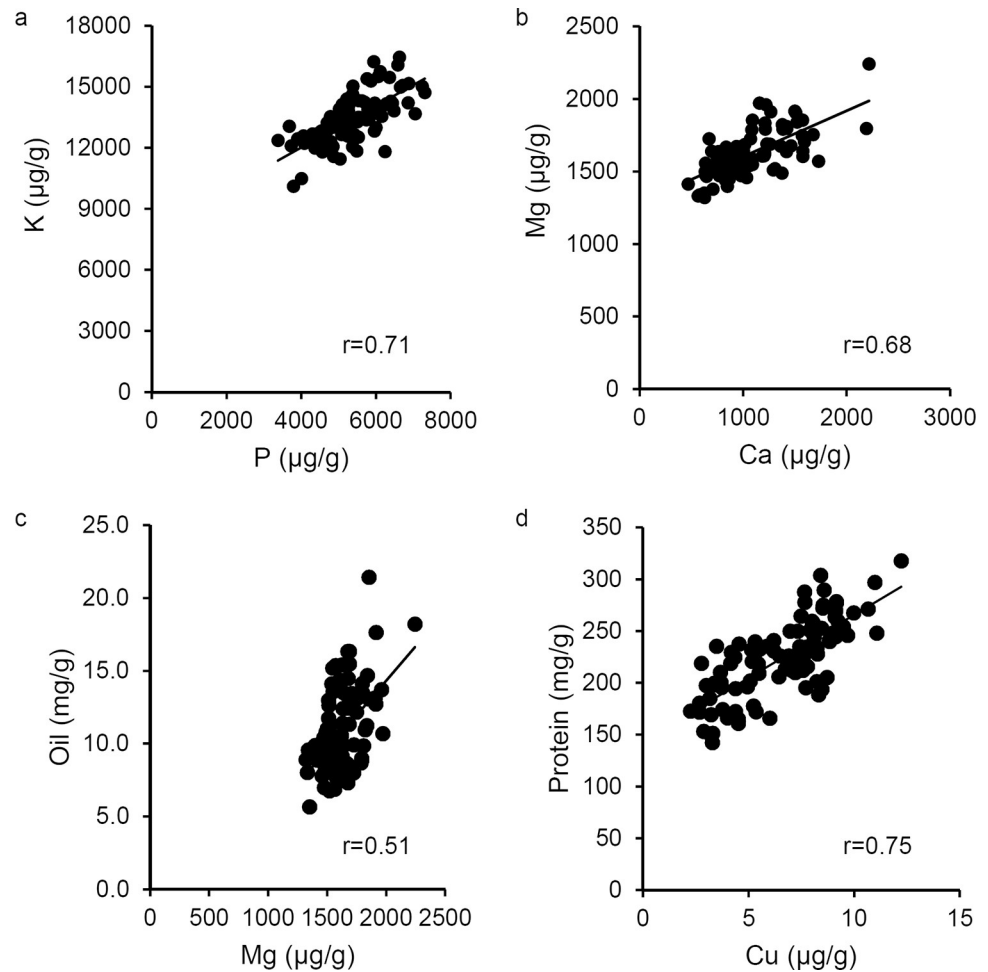 a
18000
15000
12000
9000
6000
3000
0
K (µg/g)
r=0.71
0 2000 4000 6000 8000
P (µg/g)
b
2500
2000
1500
1000
500
0
Mg (µg/g)
r=0.68
0 1000 2000 3000
Ca (µg/g)
c
25.0
20.0
15.0
10.0
5.0
0.0
Oil (mg/g)
r=0.51
0 500 1000 1500 2000 2500
Mg (µg/g)
d
350
300
250
200
150
100
50
0
Protein (mg/g)
r=0.75
0 5 10 15
Cu (µg/g)